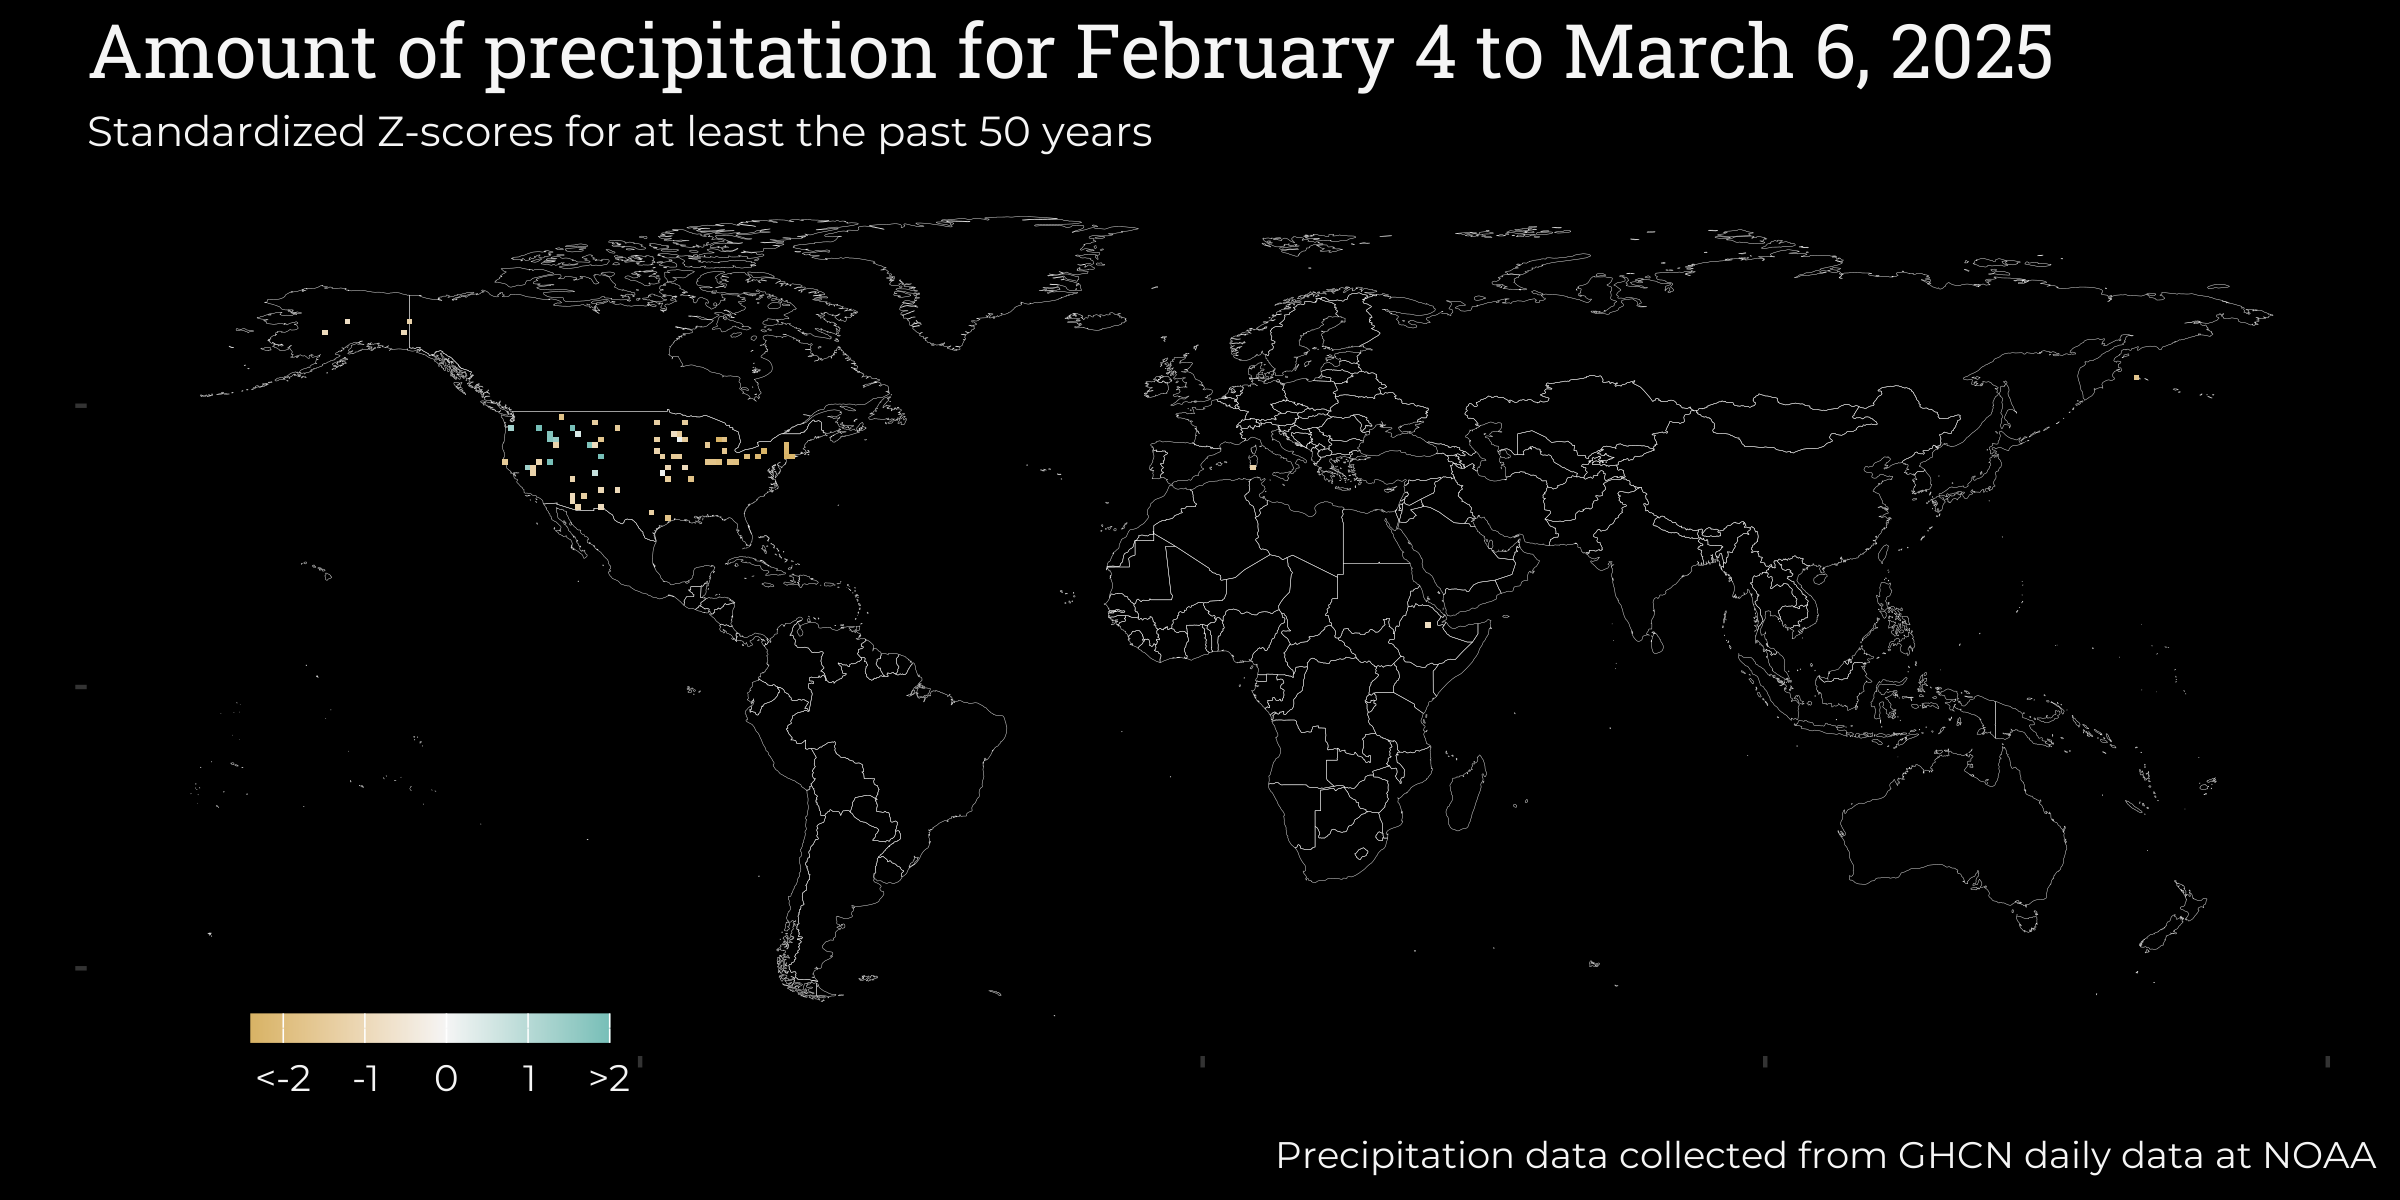 Amount of precipitation for February 4 to March 6, 2025
Standardized Z-scores for at least the past 50 years
<-2 -1 0 1 >2
Precipitation data collected from GHCN daily data at NOAA